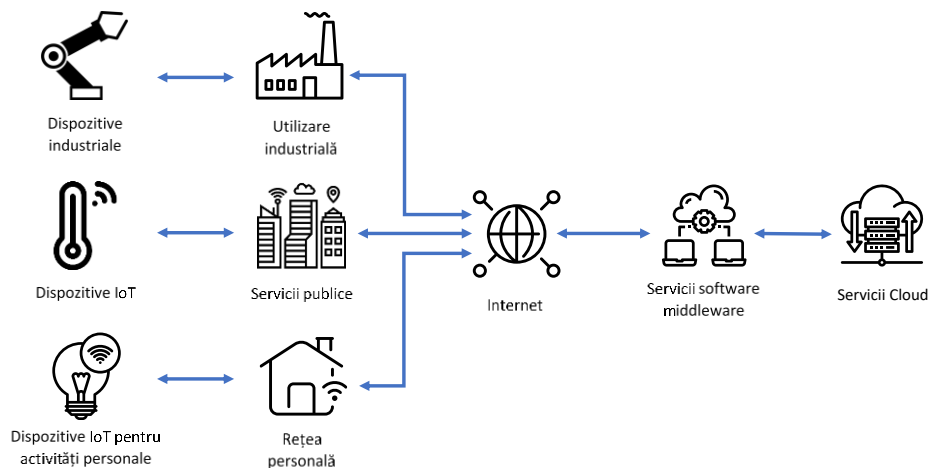 Dispozitive
industriale
Utilizare
industrială
Dispozitive IoT
Servicii publice
Internet
Servicii software
middleware
Servicii Cloud
Dispozitive IoT pentru
activități personale
Rețea
personală